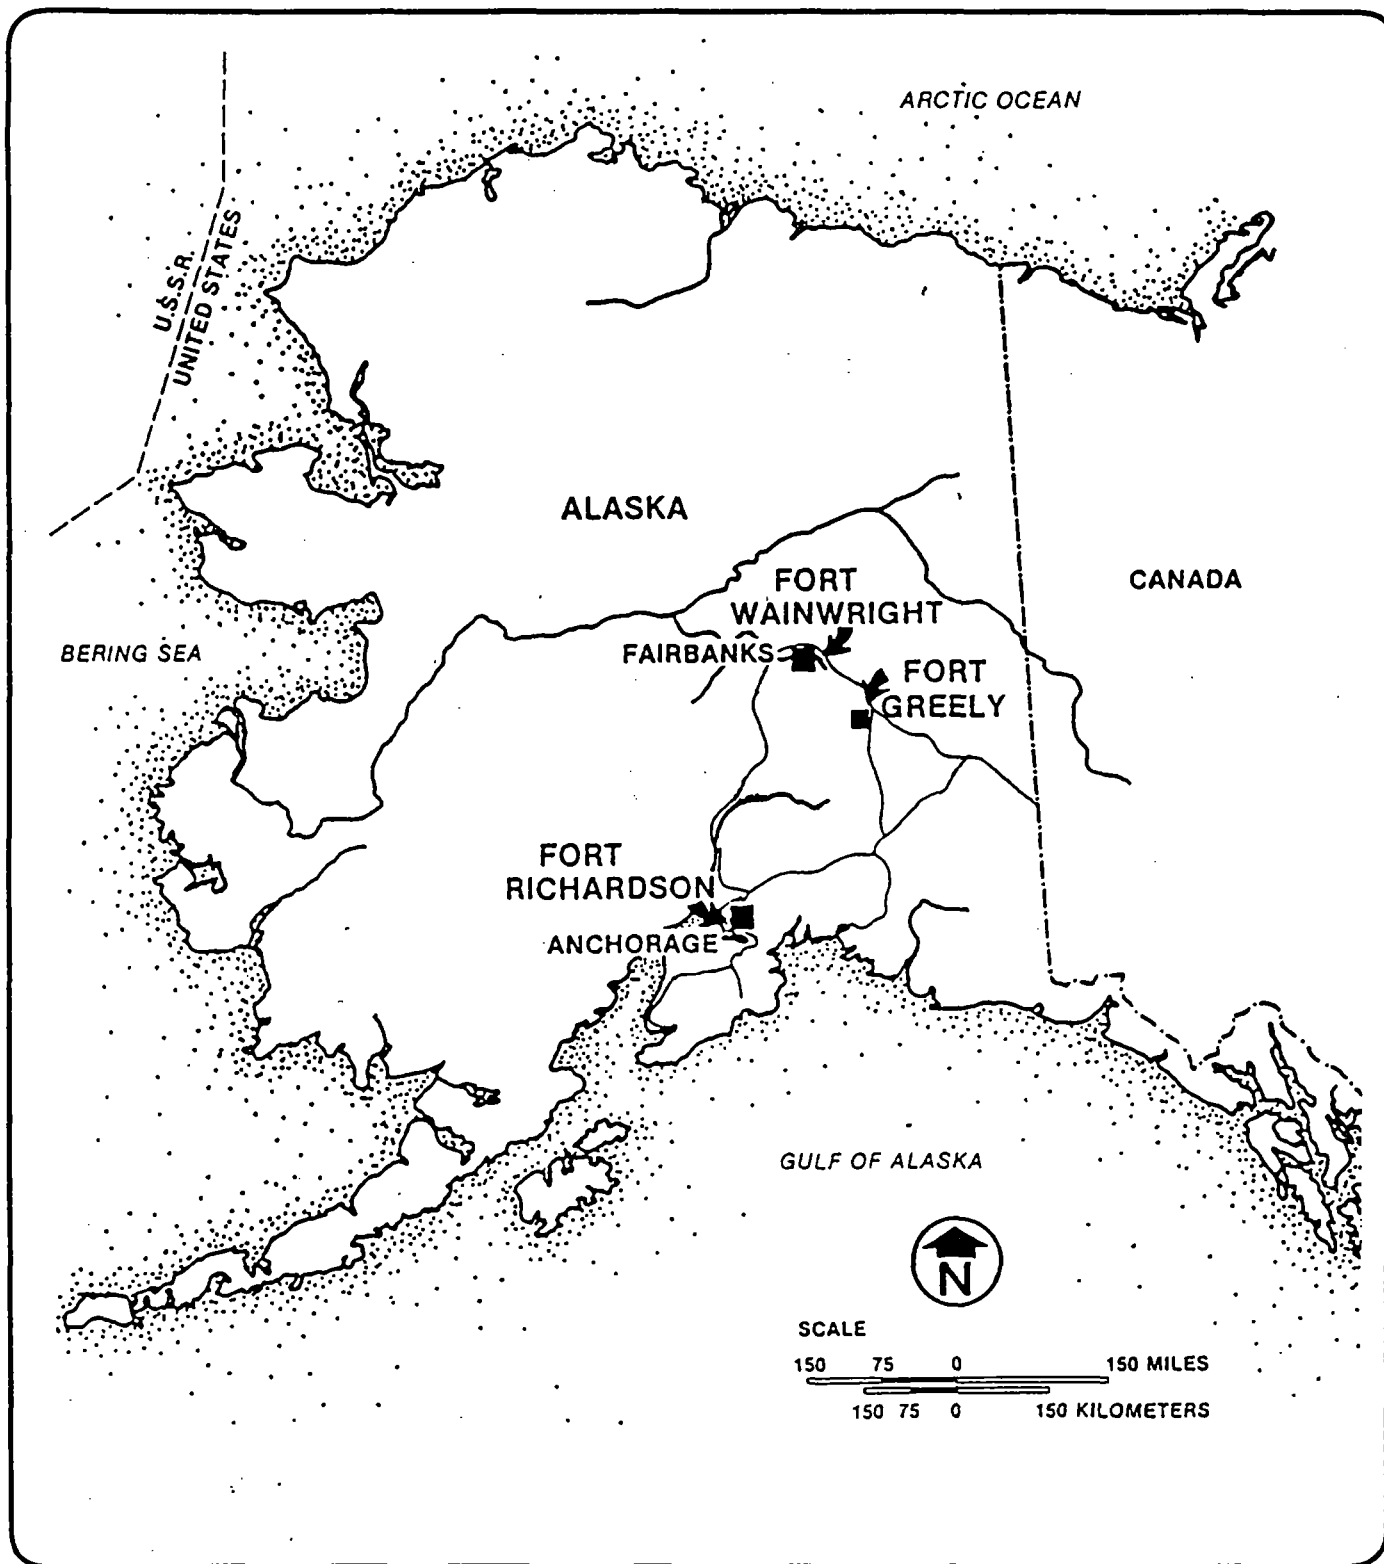 ARCTIC OCEAN
U.S.S.R.
UNITED STATES
ALASKA
CANADA
FORT
WAINWRIGHT
BERING SEA
FAIRBANKS
FORT
GREELY
FORT
RICHARDSON
ANCHORAGE
GULF OF ALASKA
N
SCALE
150 75 0 150 MILES
150 75 0 150 KILOMETERS